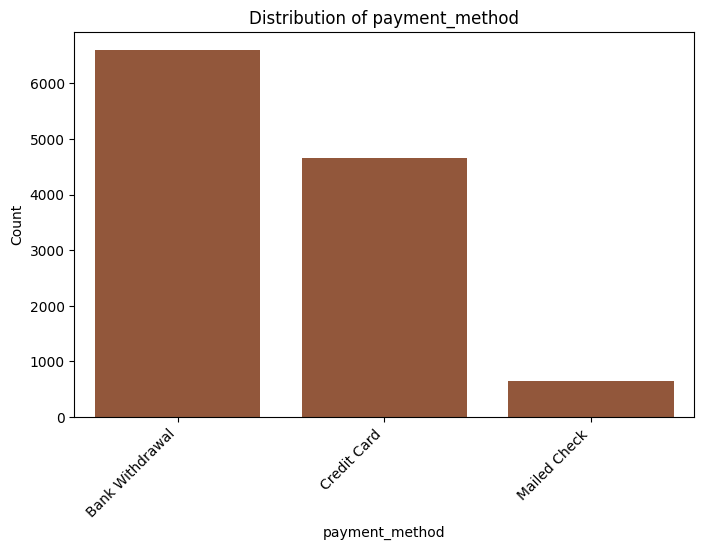 Distribution of payment_method
6000
5000
4000
3000
2000
1000
0
Count
Bank Withdrawal
Credit Card
Mailed Check
payment_method